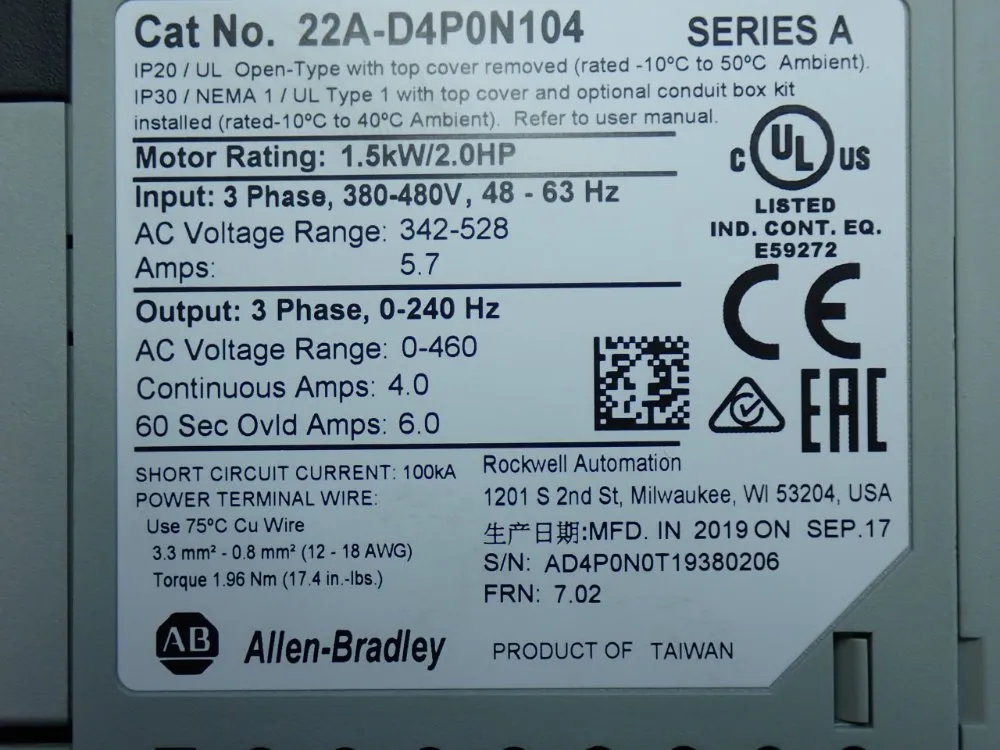 Cat No. 22A-D4P0N104 SERIES A
IP20 / UL Open-Type with top cover removed (rated -10ºC to 50ºC Ambient).
IP30 / NEMA 1 / UL Type 1 with top cover and optional conduit box kit
installed (rated-10ºC to 40ºC Ambient). Refer to user manual.
Motor Rating: 1.5kW/2.0HP
Input: 3 Phase, 380-480V, 48 - 63 Hz
AC Voltage Range: 342-528
Amps: 5.7
Output: 3 Phase, 0-240 Hz
AC Voltage Range: 0-460
Continuous Amps: 4.0
60 Sec Ovld Amps: 6.0
C UL US
LISTED
IND. CONT. EQ.
E59272
CE
EAC
SHORT CIRCUIT CURRENT: 100kA
POWER TERMINAL WIRE:
Use 75ºC Cu Wire
3.3 mm² - 0.8 mm² (12 - 18 AWG)
Torque 1.96 Nm (17.4 in.-lbs.)
Rockwell Automation
1201 S 2nd St, Milwaukee, WI 53204, USA
生产日期:MFD. IN 2019 ON SEP.17
S/N: AD4P0N0T19380206
FRN: 7.02
AB Allen-Bradley
PRODUCT OF TAIWAN